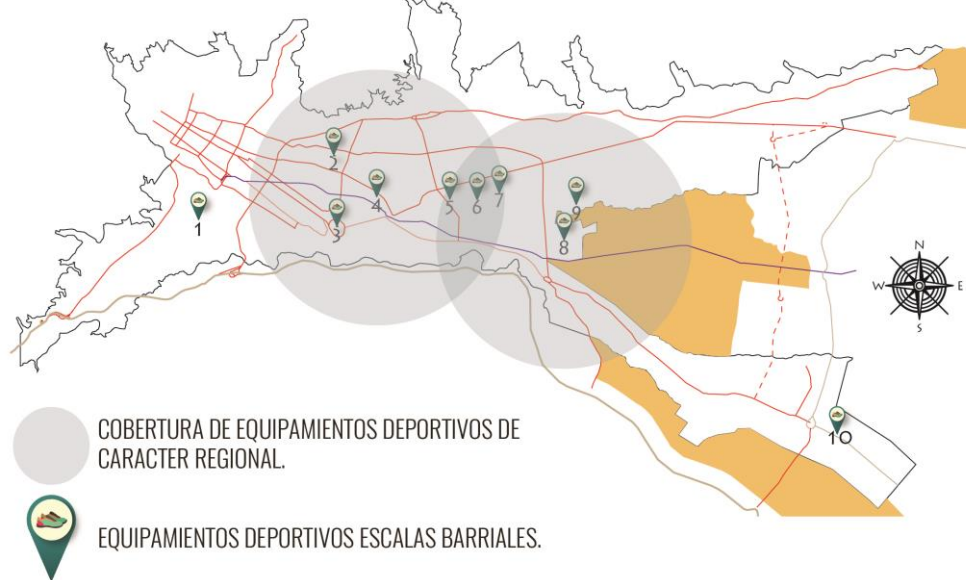 2
4
5
6
7
9
1
3
8
N
W
E
S
10
COBERTURA DE EQUIPAMIENTOS DEPORTIVOS DE
CARACTER REGIONAL.
EQUIPAMIENTOS DEPORTIVOS ESCALAS BARRIALES.